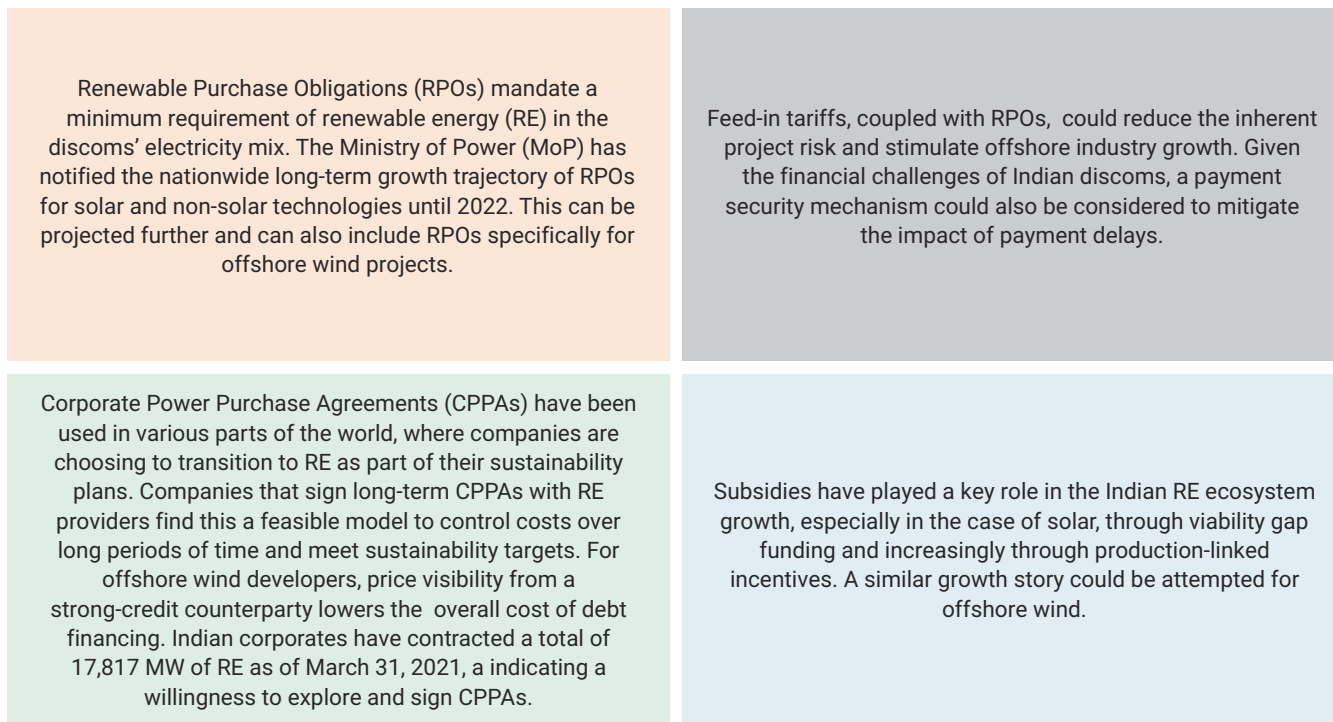 Renewable Purchase Obligations (RPOs) mandate a
minimum requirement of renewable energy (RE) in the
discoms' electricity mix. The Ministry of Power (MoP) has
notified the nationwide long-term growth trajectory of RPOs
for solar and non-solar technologies until 2022. This can be
projected further and can also include RPOs specifically for
offshore wind projects.
Feed-in tariffs, coupled with RPOs,  could reduce the inherent
project risk and stimulate offshore industry growth. Given
the financial challenges of Indian discoms, a payment
security mechanism could also be considered to mitigate
the impact of payment delays.
Corporate Power Purchase Agreements (CPPAs) have been
used in various parts of the world, where companies are
choosing to transition to RE as part of their sustainability
plans. Companies that sign long-term CPPAs with RE
providers find this a feasible model to control costs over
long periods of time and meet sustainability targets. For
offshore wind developers, price visibility from a
strong-credit counterparty lowers the  overall cost of debt
financing. Indian corporates have contracted a total of
17,817 MW of RE as of March 31, 2021, a indicating a
willingness to explore and sign CPPAs.
Subsidies have played a key role in the Indian RE ecosystem
growth, especially in the case of solar, through viability gap
funding and increasingly through production-linked
incentives. A similar growth story could be attempted for
offshore wind.